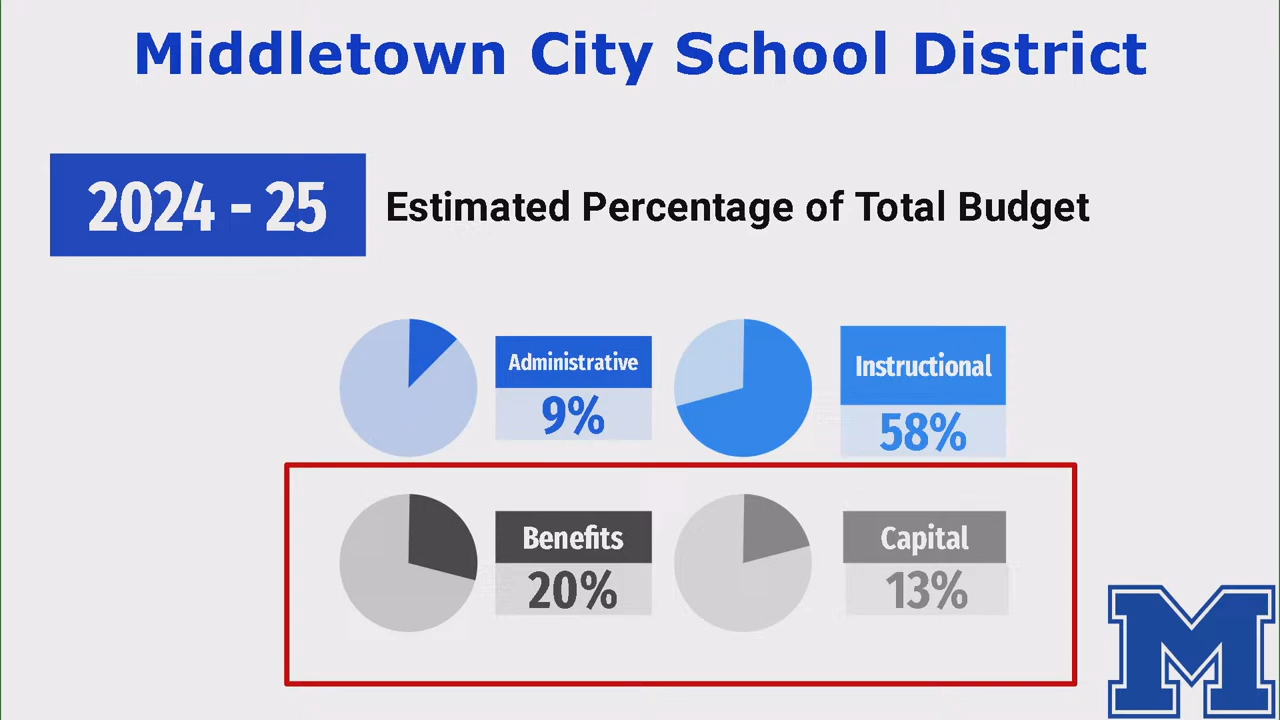 Middletown City School District
2024 - 25
Estimated Percentage of Total Budget
Administrative
9%
Instructional
58%
Benefits
20%
Capital
13%
M